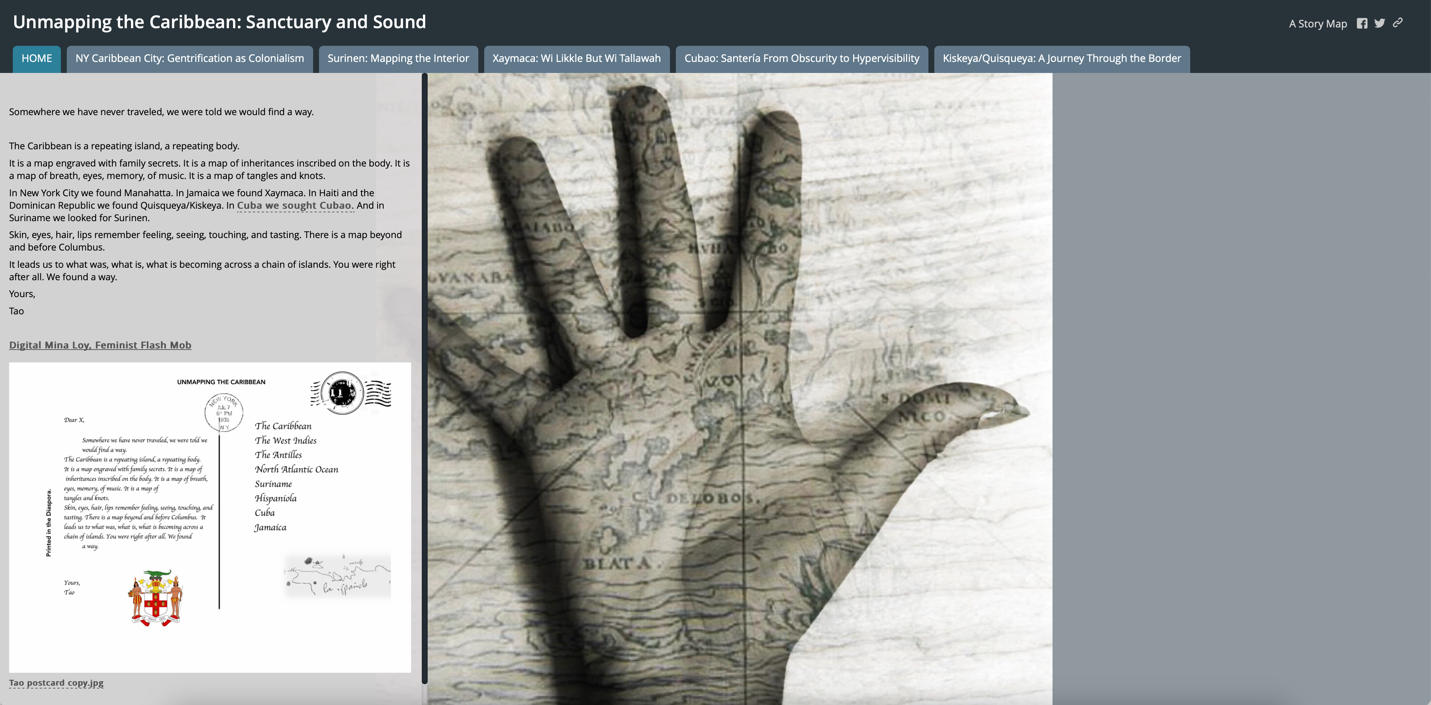 Unmapping the Caribbean: Sanctuary and Sound
A Story Map
HOME
NY Caribbean City: Gentrification as Colonialism
Surinen: Mapping the Interior
Xaymaca: Wi Likkle But Wi Tallawah
Cubao: Santería From Obscurity to Hypervisibility
Kiskeya/Quisqueya: A Journey Through the Border
Somewhere we have never traveled, we were told we would find a way.
The Caribbean is a repeating island, a repeating body.
It is a map engraved with family secrets. It is a map of inheritances inscribed on the body. It is
a map of breath, eyes, memory, of music. It is a map of tangles and knots.
In New York City we found Manahatta. In Jamaica we found Xaymaca. In Haiti and the
Dominican Republic we found Quisqueya/Kiskeya. In Cuba we sought Cubao. And in
Suriname we looked for Surinen.
Skin, eyes, hair, lips remember feeling, seeing, touching, and tasting. There is a map beyond
and before Columbus.
It leads us to what was, what is, what is becoming across a chain of islands. You were right
after all. We found a way.
Yours,
Tao
Digital Mina Loy, Feminist Flash Mob
UNMAPPING THE CARIBBEAN
NEW YORK
N.Y.
Dear X,
Somewhere we have never traveled, we were told we
would find a way.
The Caribbean is a repeating island, a repeating body.
It is a map engraved with family secrets. It is a map of
inheritances inscribed on the body. It is a map of breath,
eyes, memory, of music. It is a map of
tangles and knots.
Skin, eyes, hair, lips remember feeling, seeing, touching, and
tasting. There is a map beyond and before Columbus. It
leads us to what was, what is, what is becoming across a
chain of islands. You were right after all. We found
a way.
Yours,
Tao
Printed in the Diaspora.
The Caribbean
The West Indies
The Antilles
North Atlantic Ocean
Suriname
Hispaniola
Cuba
Jamaica
la española
Tao postcard copy.jpg
S. DOMI
NIVO
C. DELOBOS.
BIATA.